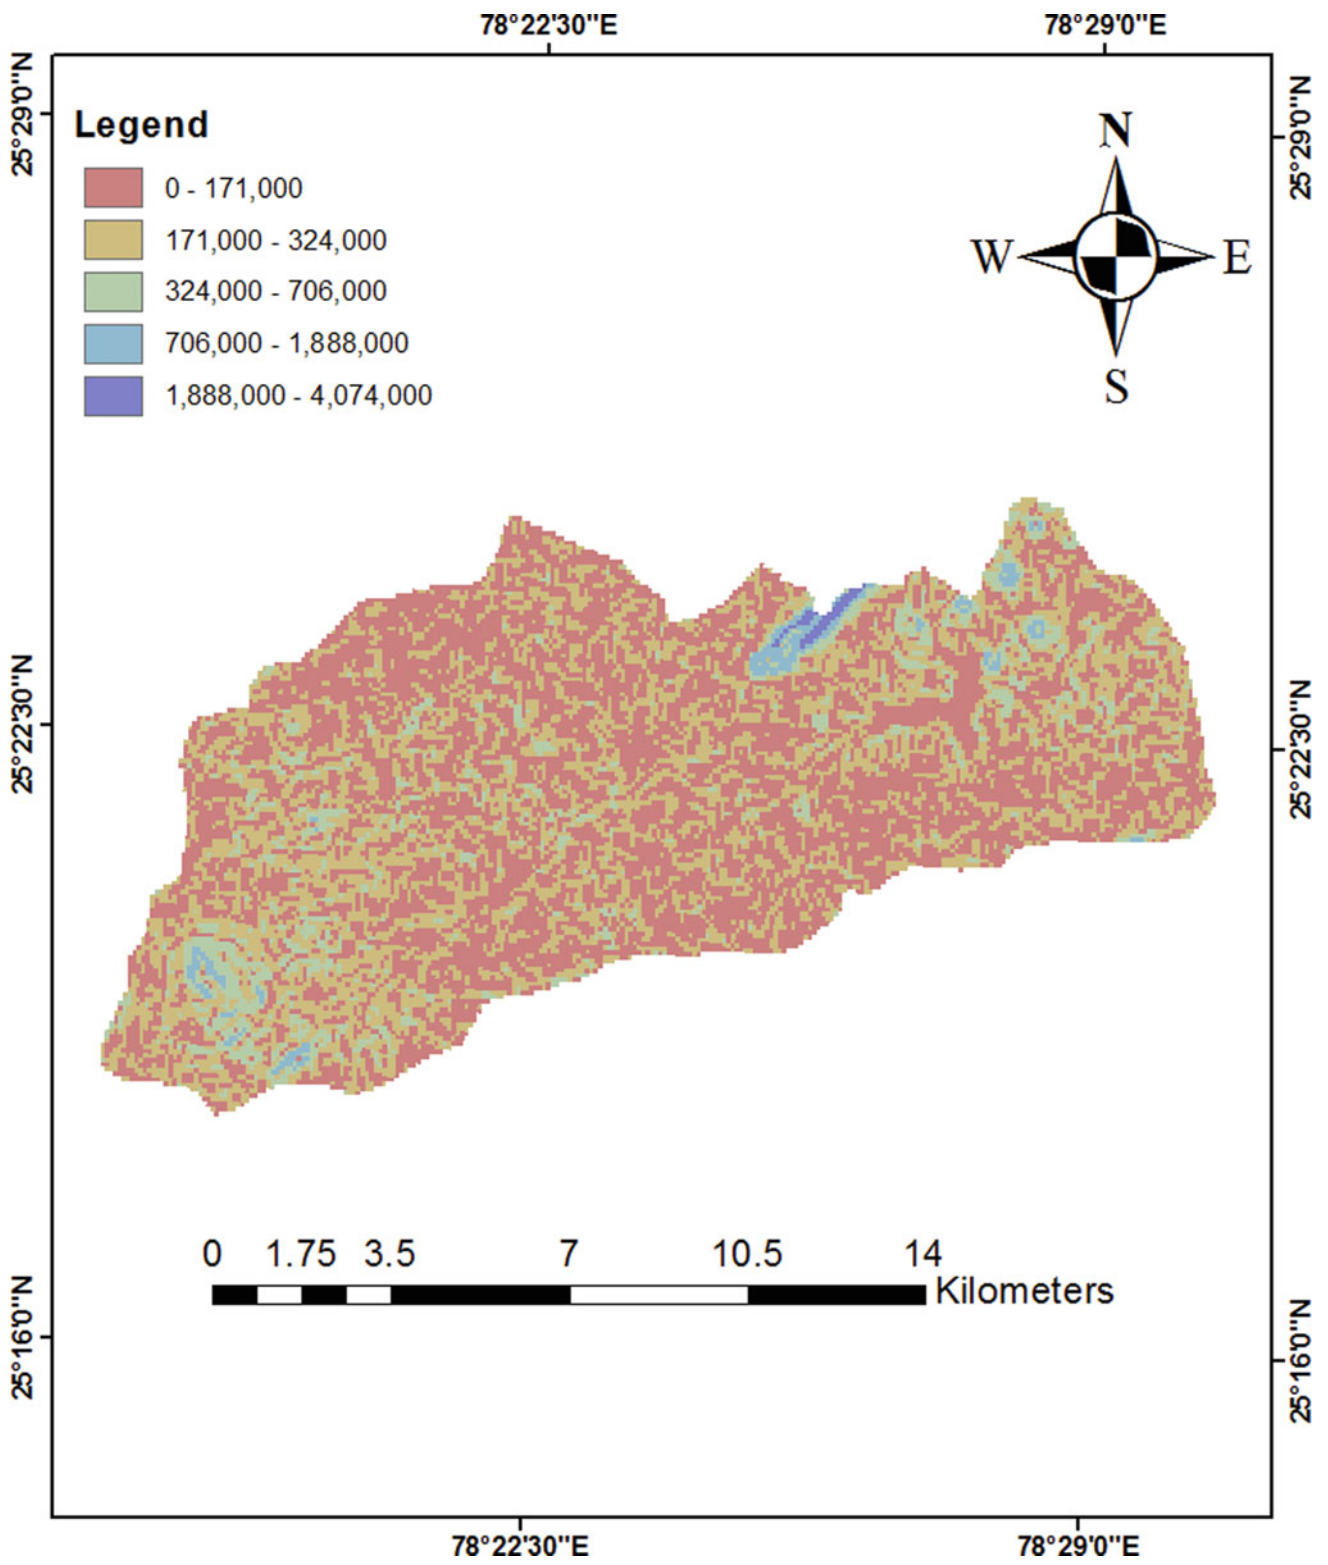 78°22'30"E 78°29'0"E
25°29'0"N
25°29'0"N
Legend
0 - 171,000
171,000 - 324,000
324,000 - 706,000
706,000 - 1,888,000
1,888,000 - 4,074,000
N
W E
S
25°22'30"N
25°22'30"N
0 1.75 3.5 7 10.5 14
Kilometers
25°16'0"N
25°16'0"N
78°22'30"E 78°29'0"E